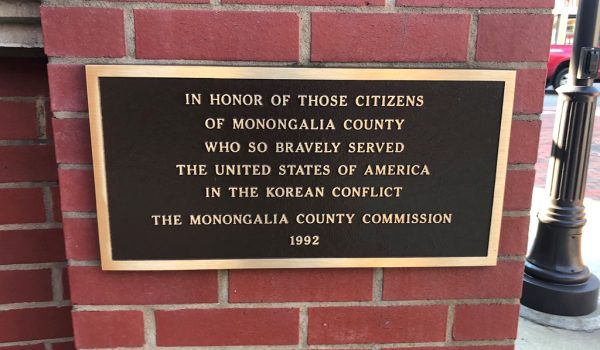 IN HONOR OF THOSE CITIZENS
OF MONONGALIA COUNTY
WHO SO BRAVELY SERVED
THE UNITED STATES OF AMERICA
IN THE KOREAN CONFLICT
THE MONONGALIA COUNTY COMMISSION
1992